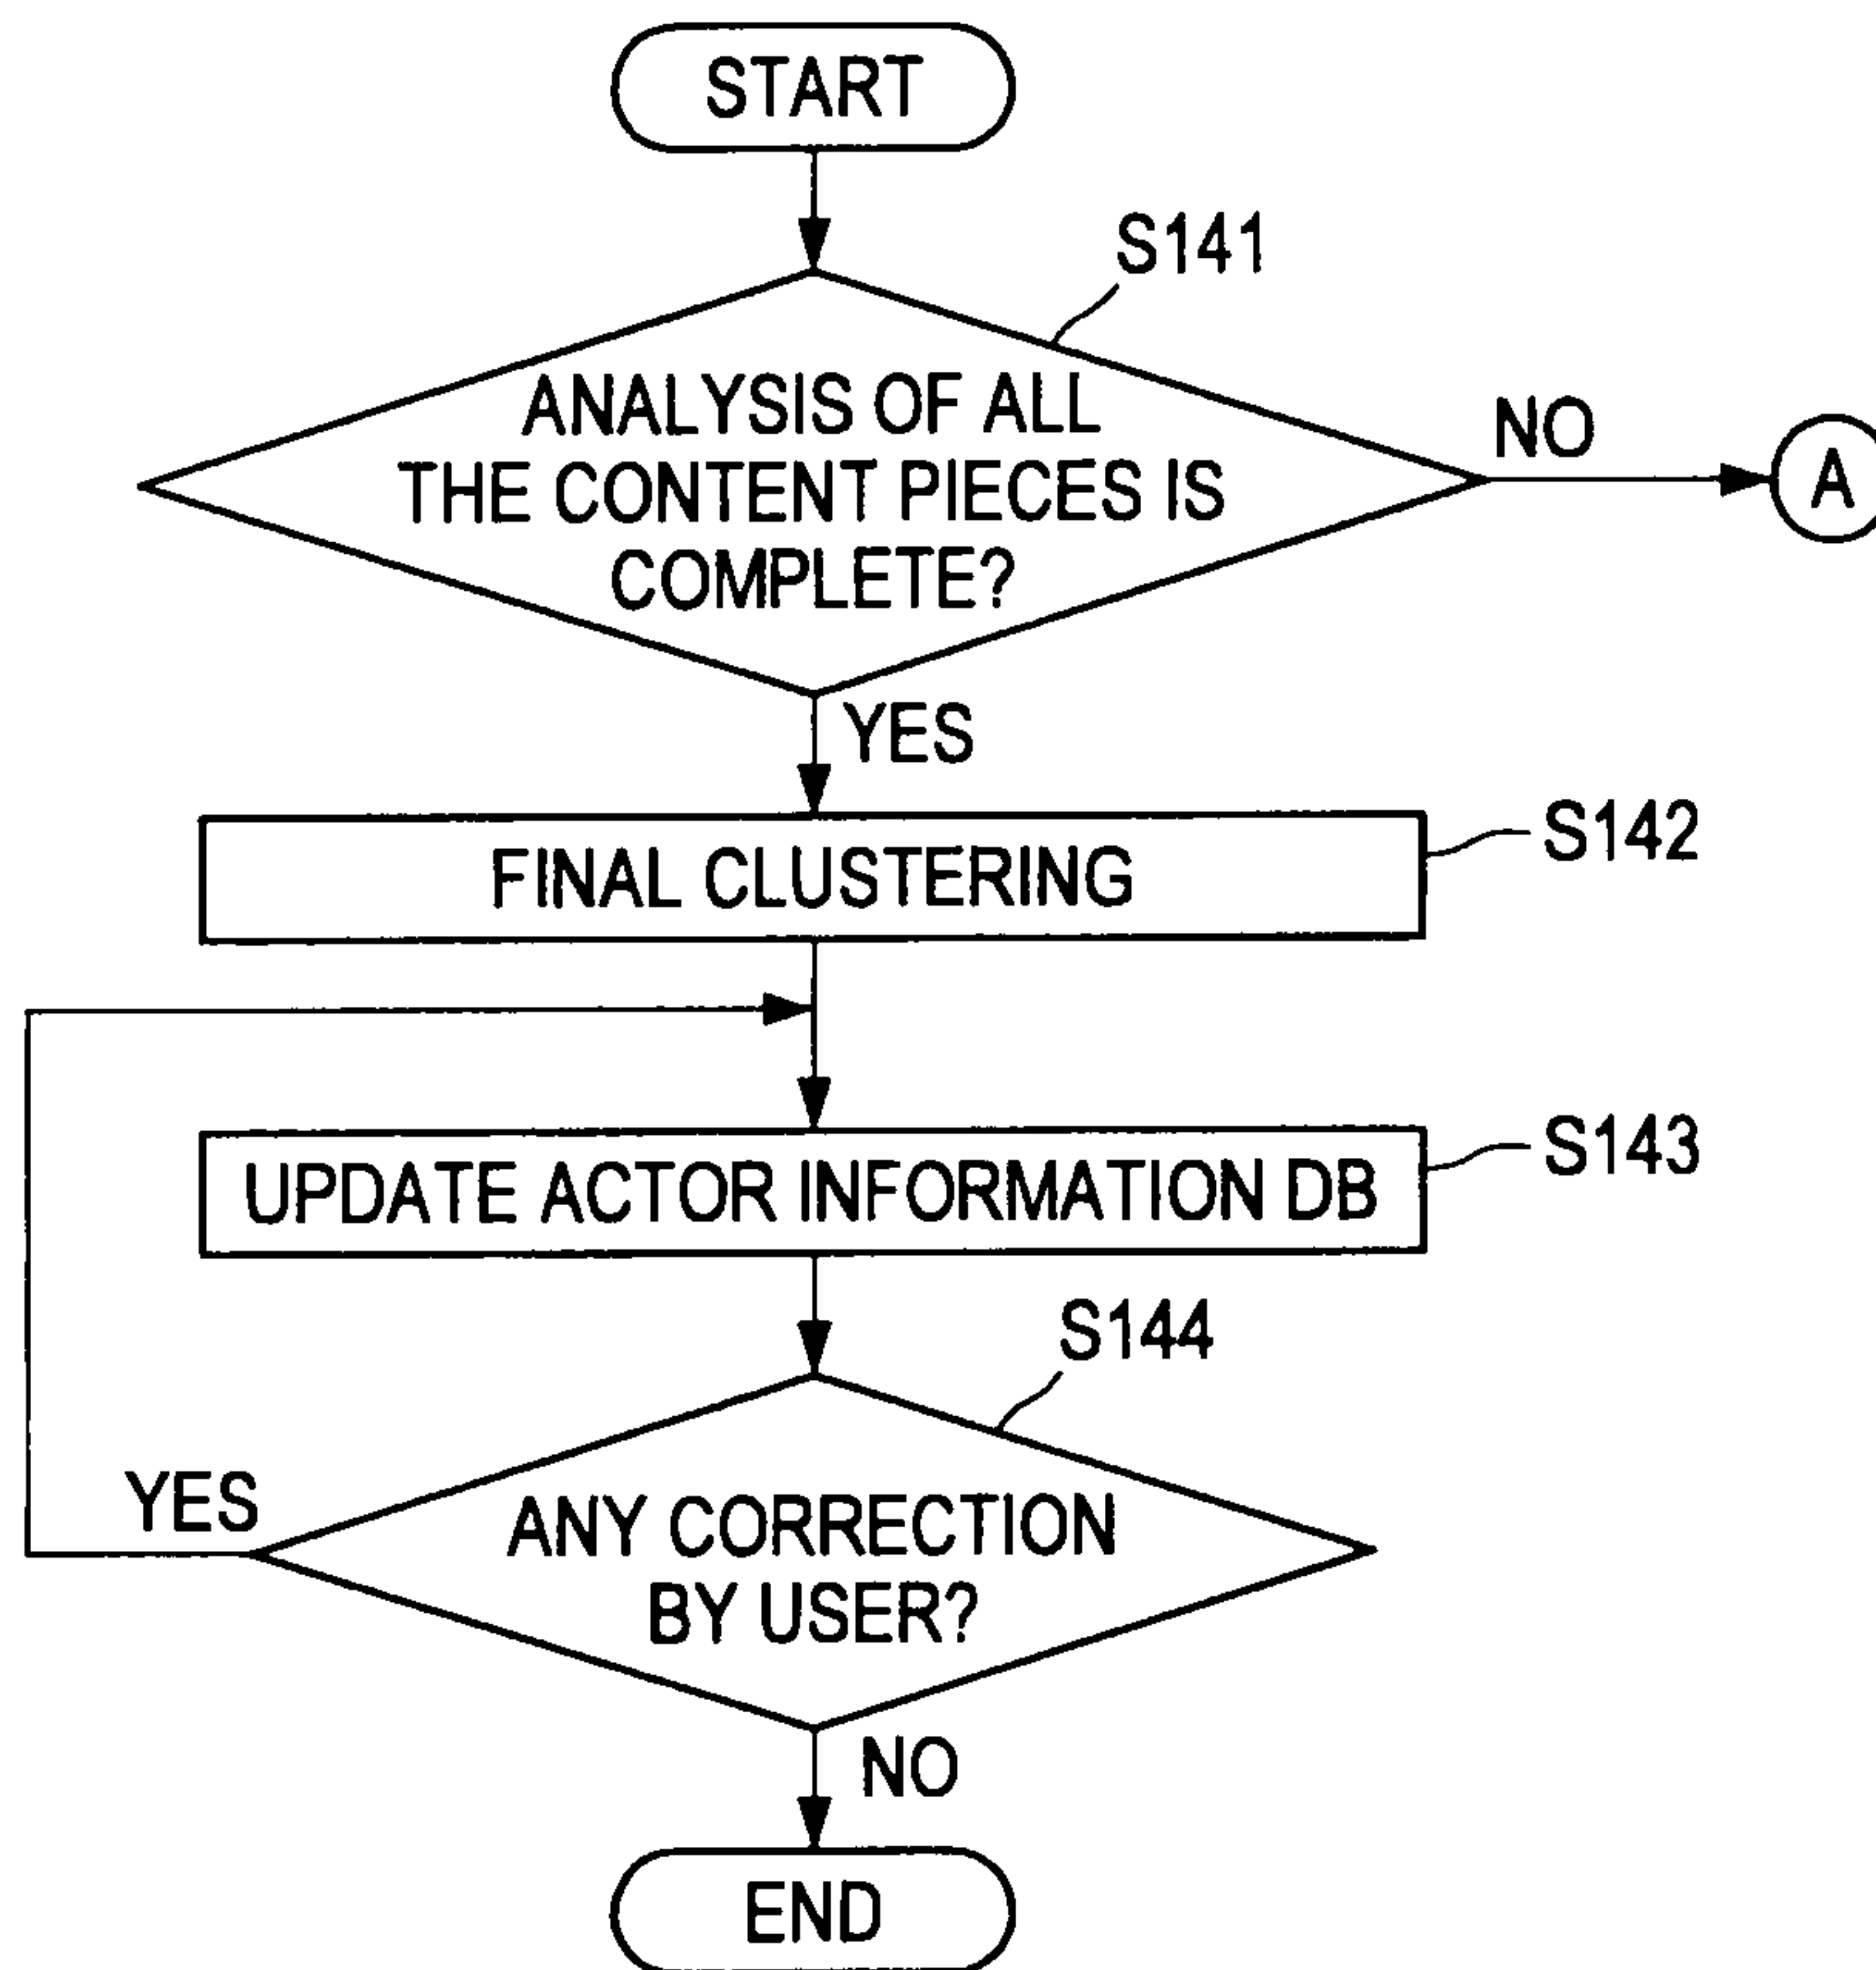 START
S141
ANALYSIS OF ALL
THE CONTENT PIECES IS
COMPLETE?
NO
A
YES
FINAL CLUSTERING
S142
UPDATE ACTOR INFORMATION DB
S143
S144
YES
ANY CORRECTION
BY USER?
NO
END